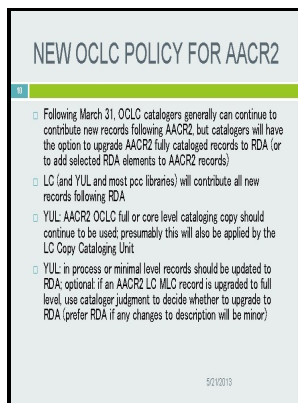 NEW OCLC POLICY FOR AACR2
10
Following March 31, OCLC catalogers generally can continue to
contribute new records following AACR2, but catalogers will have
the option to upgrade AACR2 fully cataloged records to RDA (or
to add selected RDA elements to AACR2 records)
LC (and YUL and most pcc libraries) will contribute all new
records following RDA
YUL: AACR2 OCLC full or core level cataloging copy should
continue to be used; presumably this will also be applied by the
LC Copy Cataloging Unit
YUL: in process or minimal level records should be updated to
RDA; optional: if an AACR2 LC MLC record is upgraded to full
level, use cataloger judgment to decide whether to upgrade to
RDA (prefer RDA if any changes to description will be minor)
5/21/2013